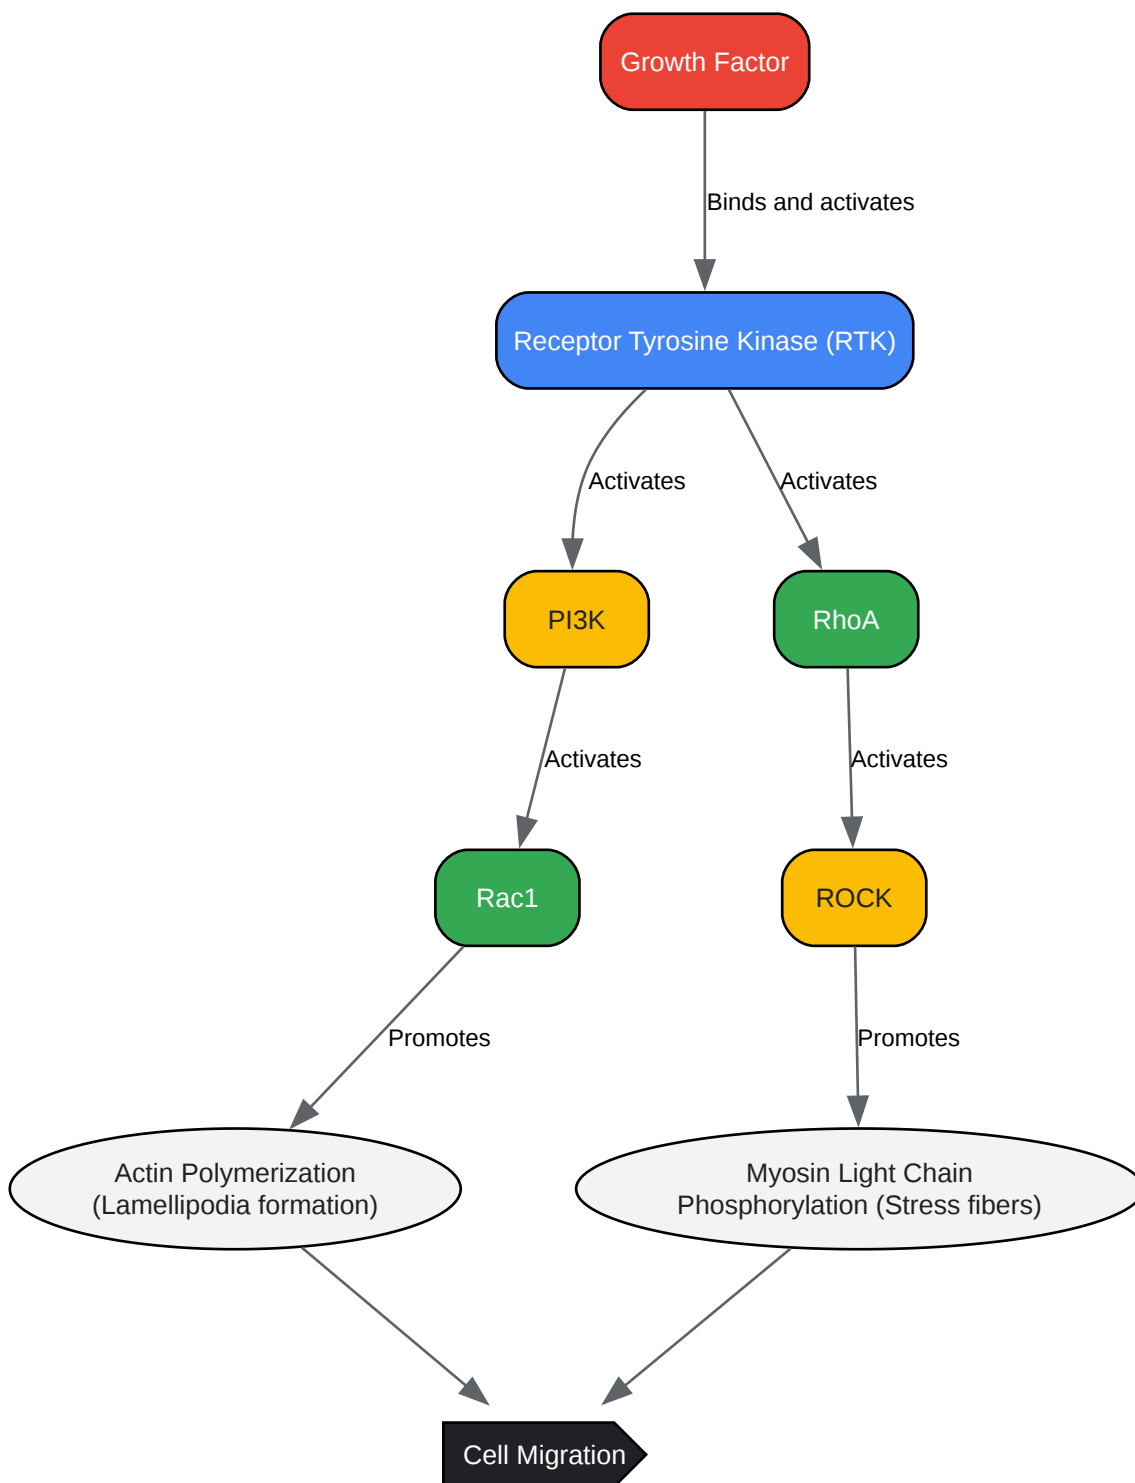 Growth Factor
Binds and activates
Receptor Tyrosine Kinase (RTK)
Activates
Activates
PI3K
RhoA
Activates
Activates
Rac1
ROCK
Promotes
Promotes
Actin Polymerization
(Lamellipodia formation)
Myosin Light Chain
Phosphorylation (Stress fibers)
Cell Migration